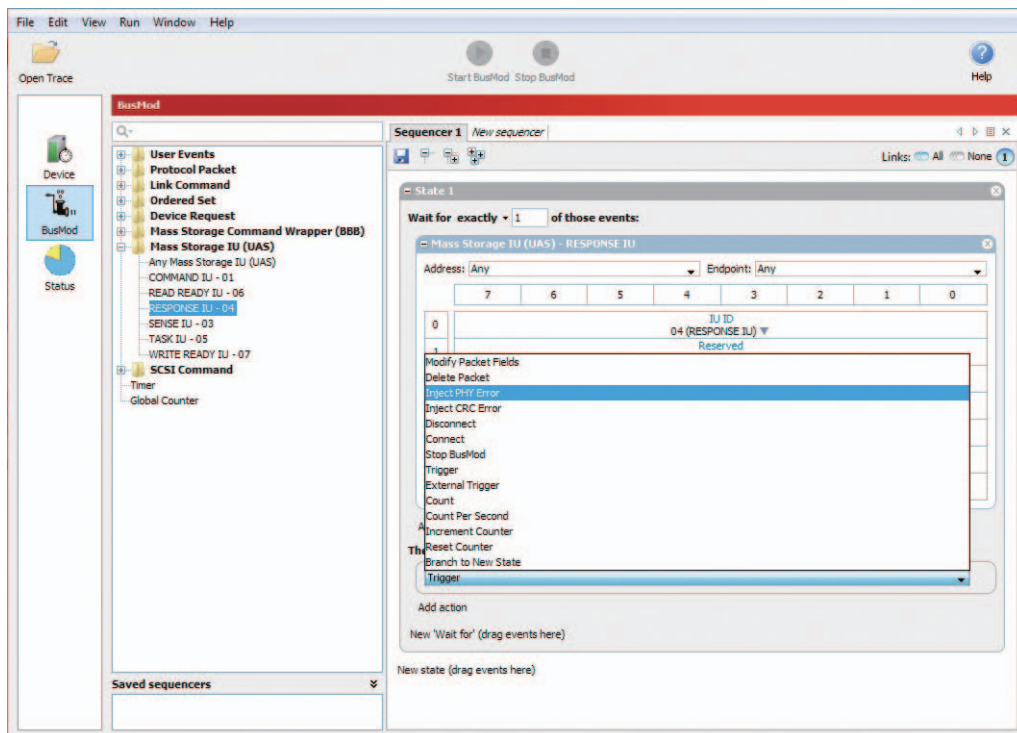 File Edit View Run Window Help
Open Trace
Start BusMod Stop BusMod
Help
BusMod
Device
BusMod
Status
User Events
Protocol Packet
Link Command
Ordered Set
Device Request
Mass Storage Command Wrapper (BBB)
Mass Storage IU (UAS)
Any Mass Storage IU (UAS)
COMMAND IU - 01
READ READY IU - 06
RESPONSE IU - 04
SENSE IU - 03
TASK IU - 05
WRITE READY IU - 07
SCSI Command
Timer
Global Counter
Saved sequencers
Sequencer 1 New sequencer
Links: All None 1
State 1
Wait for exactly 1 of those events:
Mass Storage IU (UAS) - RESPONSE IU
Address: Any Endpoint: Any
7 6 5 4 3 2 1 0
0 IU ID
04 (RESPONSE IU)
1 Reserved
Modify Packet Fields
Delete Packet
Inject PHY Error
Inject CRC Error
Disconnect
Connect
Stop BusMod
Trigger
External Trigger
Count
Count Per Second
Increment Counter
Reset Counter
Branch to New State
Trigger
Add action
New 'Wait for' (drag events here)
New state (drag events here)